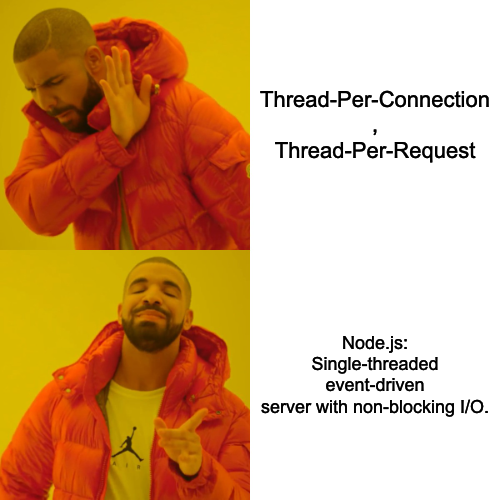 Thread-Per-Connection
,
Thread-Per-Request
Node.js:
Single-threaded
event-driven
server with non-blocking I/O.